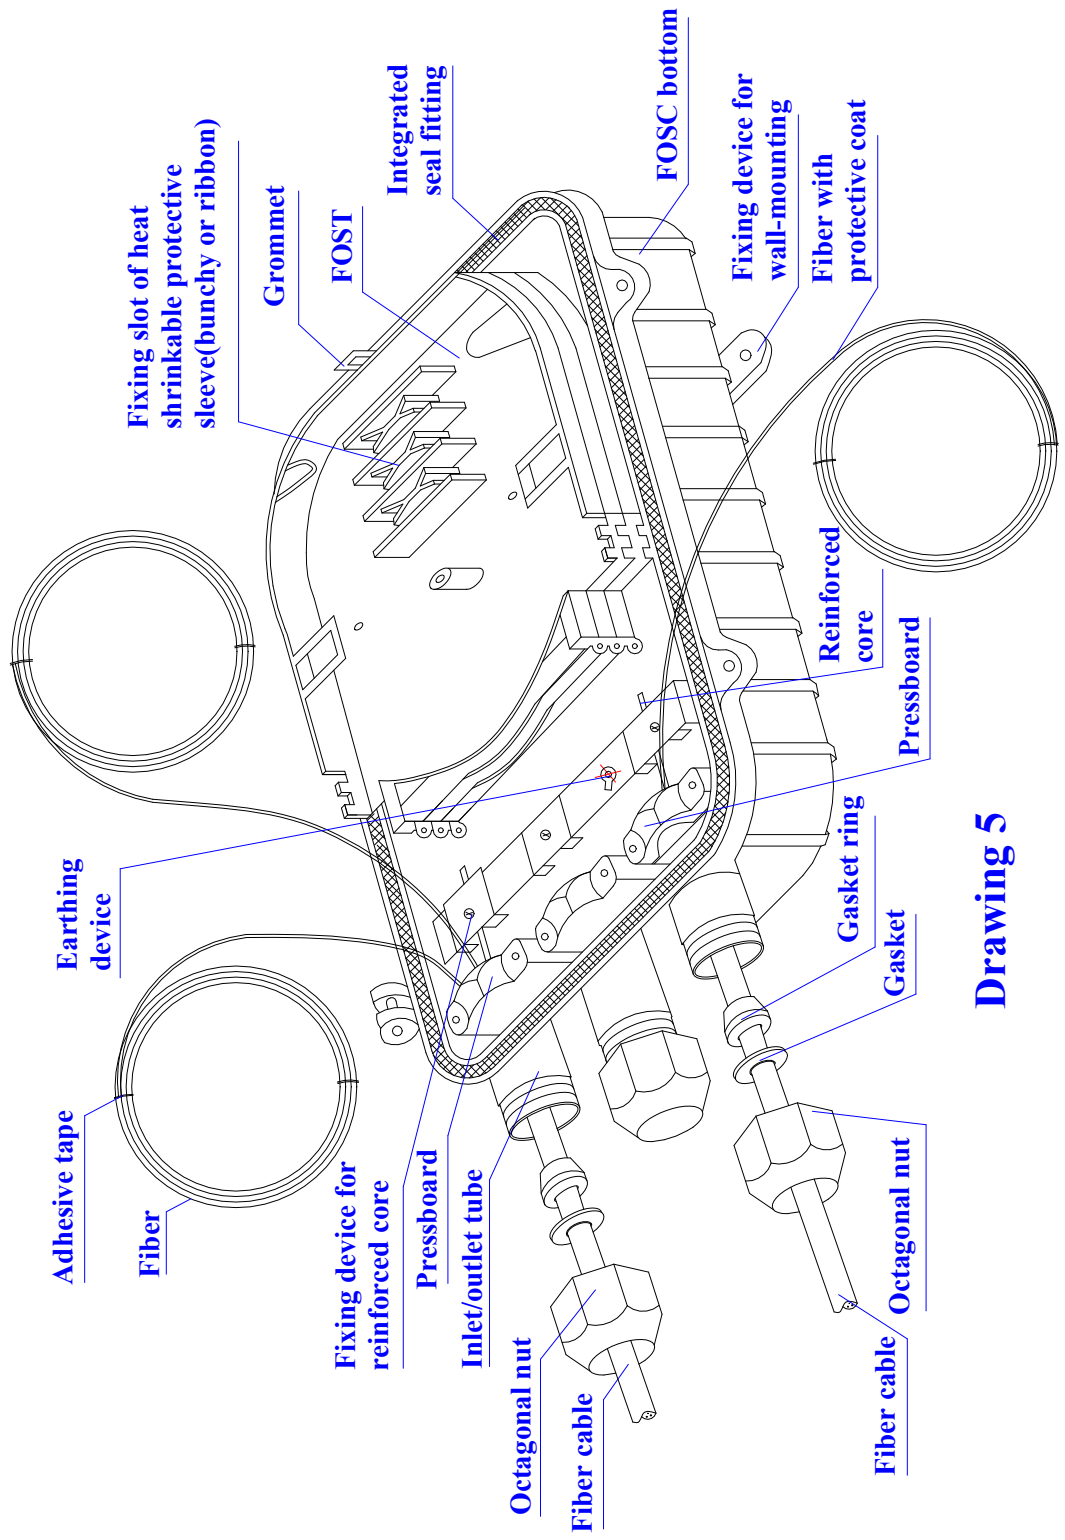 Fixing slot of heat
shrinkable protective
sleeve(bunchy or ribbon)
Grommet
FOST
Integrated
seal fitting
FOSC bottom
Fixing device for
wall-mounting
Fiber with
protective coat
Earthing
device
Reinforced
core
Pressboard
Adhesive tape
Fiber
Fixing device for
reinforced core
Pressboard
Inlet/outlet tube
Octagonal nut
Fiber cable
Gasket ring
Gasket
Octagonal nut
Fiber cable
Drawing 5